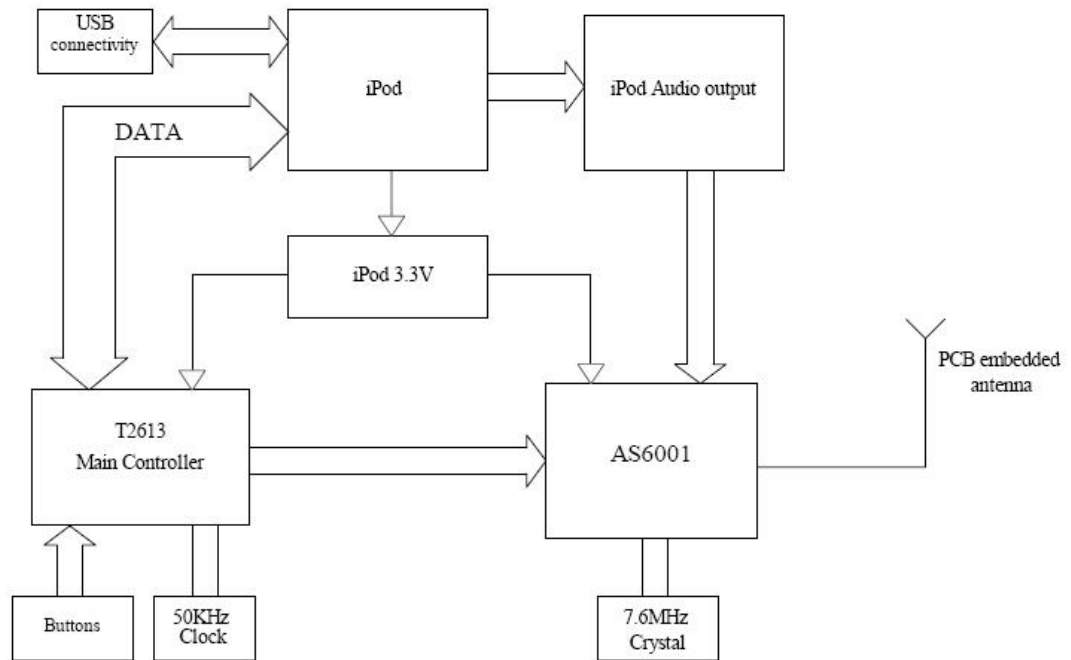 USB
connectivity
iPod
iPod Audio output
DATA
iPod 3.3V
PCB embedded
antenna
T2613
Main Controller
AS6001
Buttons
50KHz
Clock
7.6MHz
Crystal